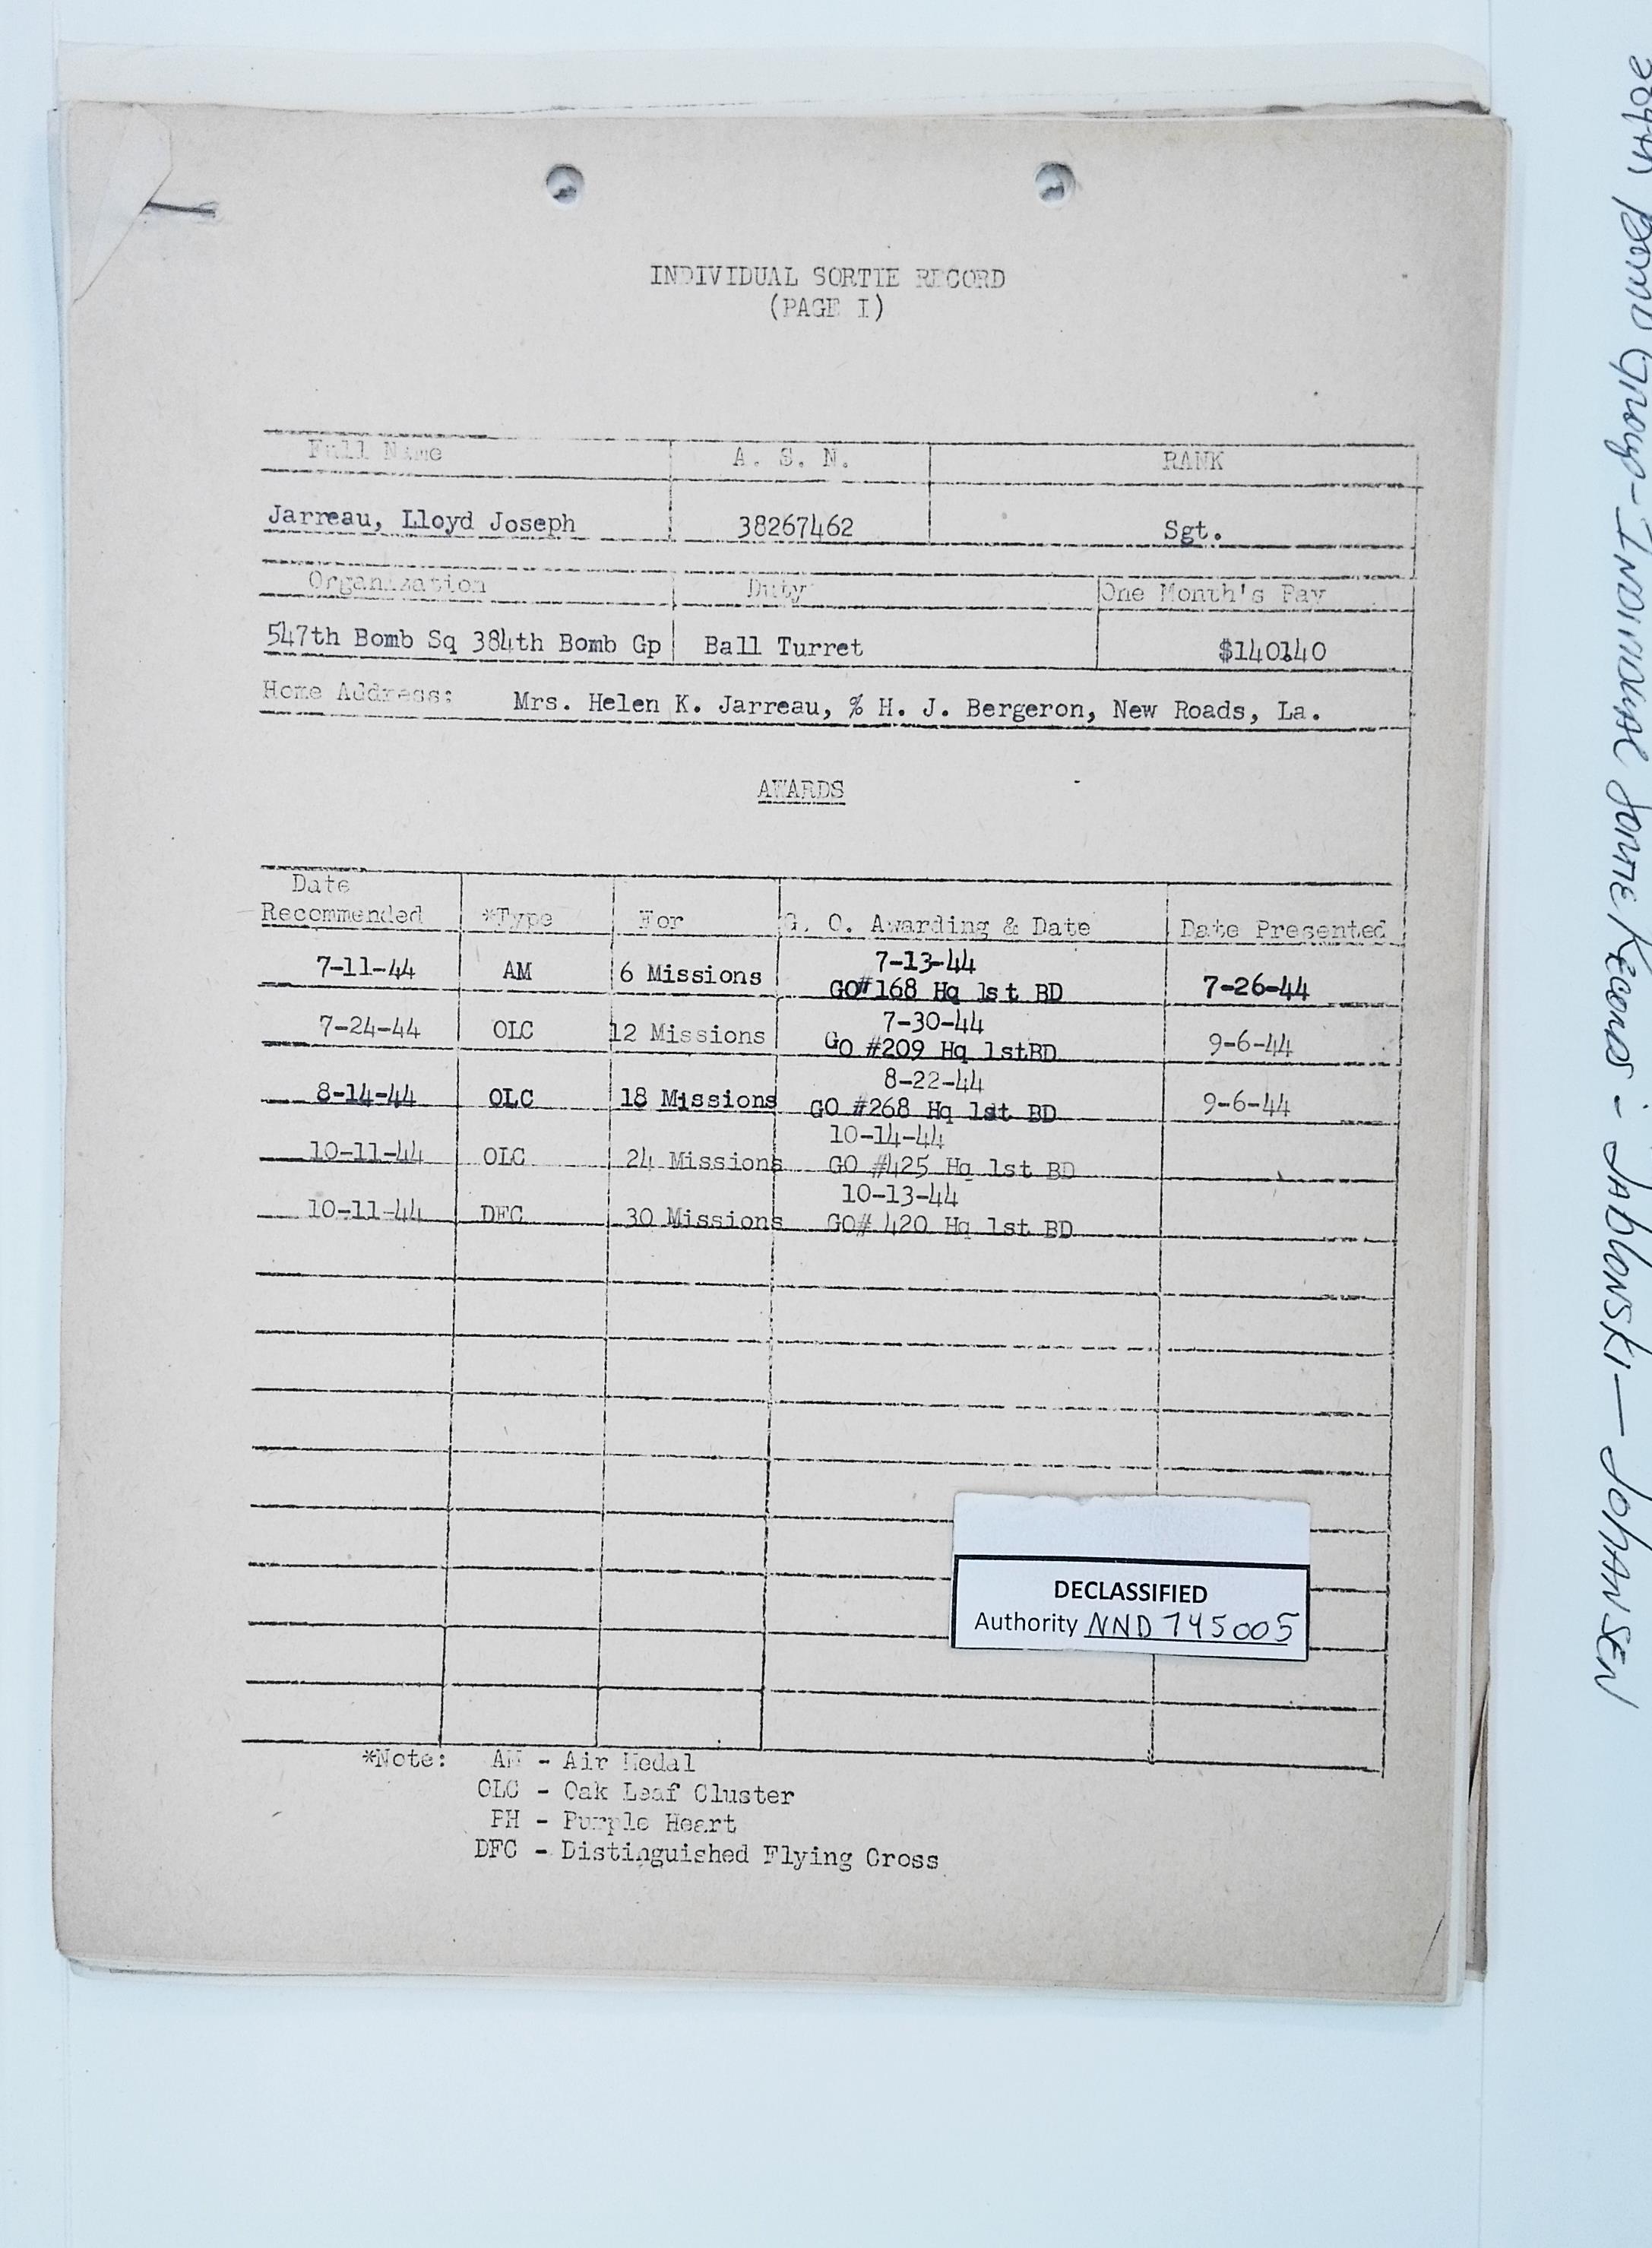 INDIVIDUAL SORTIE RECORD
(PAGE I)
Full Name A. S. N. RANK
Jarreau, Lloyd Joseph 38267462 Sgt.
Organization Duty One Month's Pay
547th Bomb Sq 384th Bomb Gp Ball Turret $140140
Home Address: Mrs. Helen K. Jarreau, % H. J. Bergeron, New Roads, La.
AWARDS
Date
Recommended *Type For G. O. Awarding & Date Date Presented
7-13-44
7-11-44 AM 6 Missions GO#168 Hq 1st BD 7-26-44
7-30-44
7-24-44 OLC 12 Missions GO #209 Hq 1stBD 9-6-44
8-22-44
8-14-44 OLC 18 Missions GO #268 Hq 1st BD 9-6-44
10-14-44
10-11-44 OLC 24 Missions GO #425 Hq 1st BD
10-13-44
10-11-44 DFC 30 Missions GO# 420 Hq 1st BD
DECLASSIFIED
Authority NND 745005
*Note: AM - Air Medal
OLC - Oak Leaf Cluster
PH - Purple Heart
DFC - Distinguished Flying Cross
384th Bomb Group - Individual Sortie Records - Jablonski - Johansen